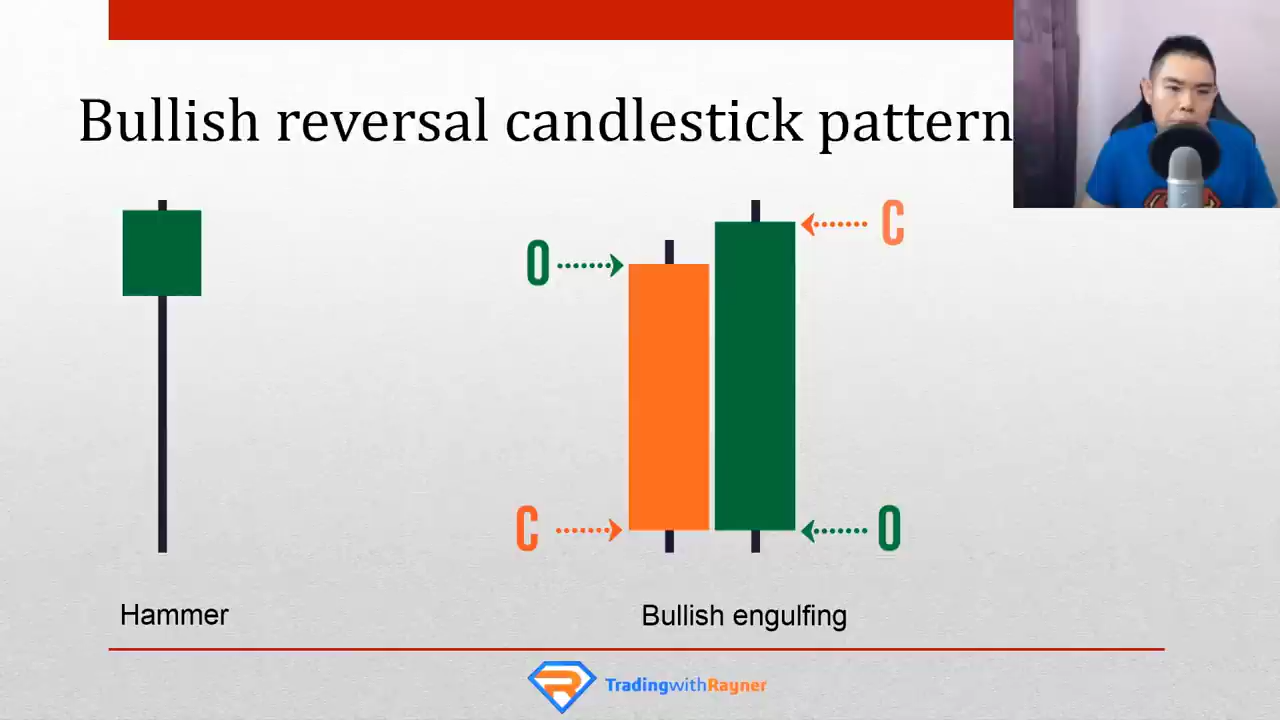 Bullish reversal candlestick pattern
O
C
C
O
Hammer
Bullish engulfing
TradingwithRayner